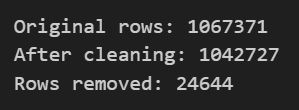 Original rows: 1067371
After cleaning: 1042727
Rows removed: 24644